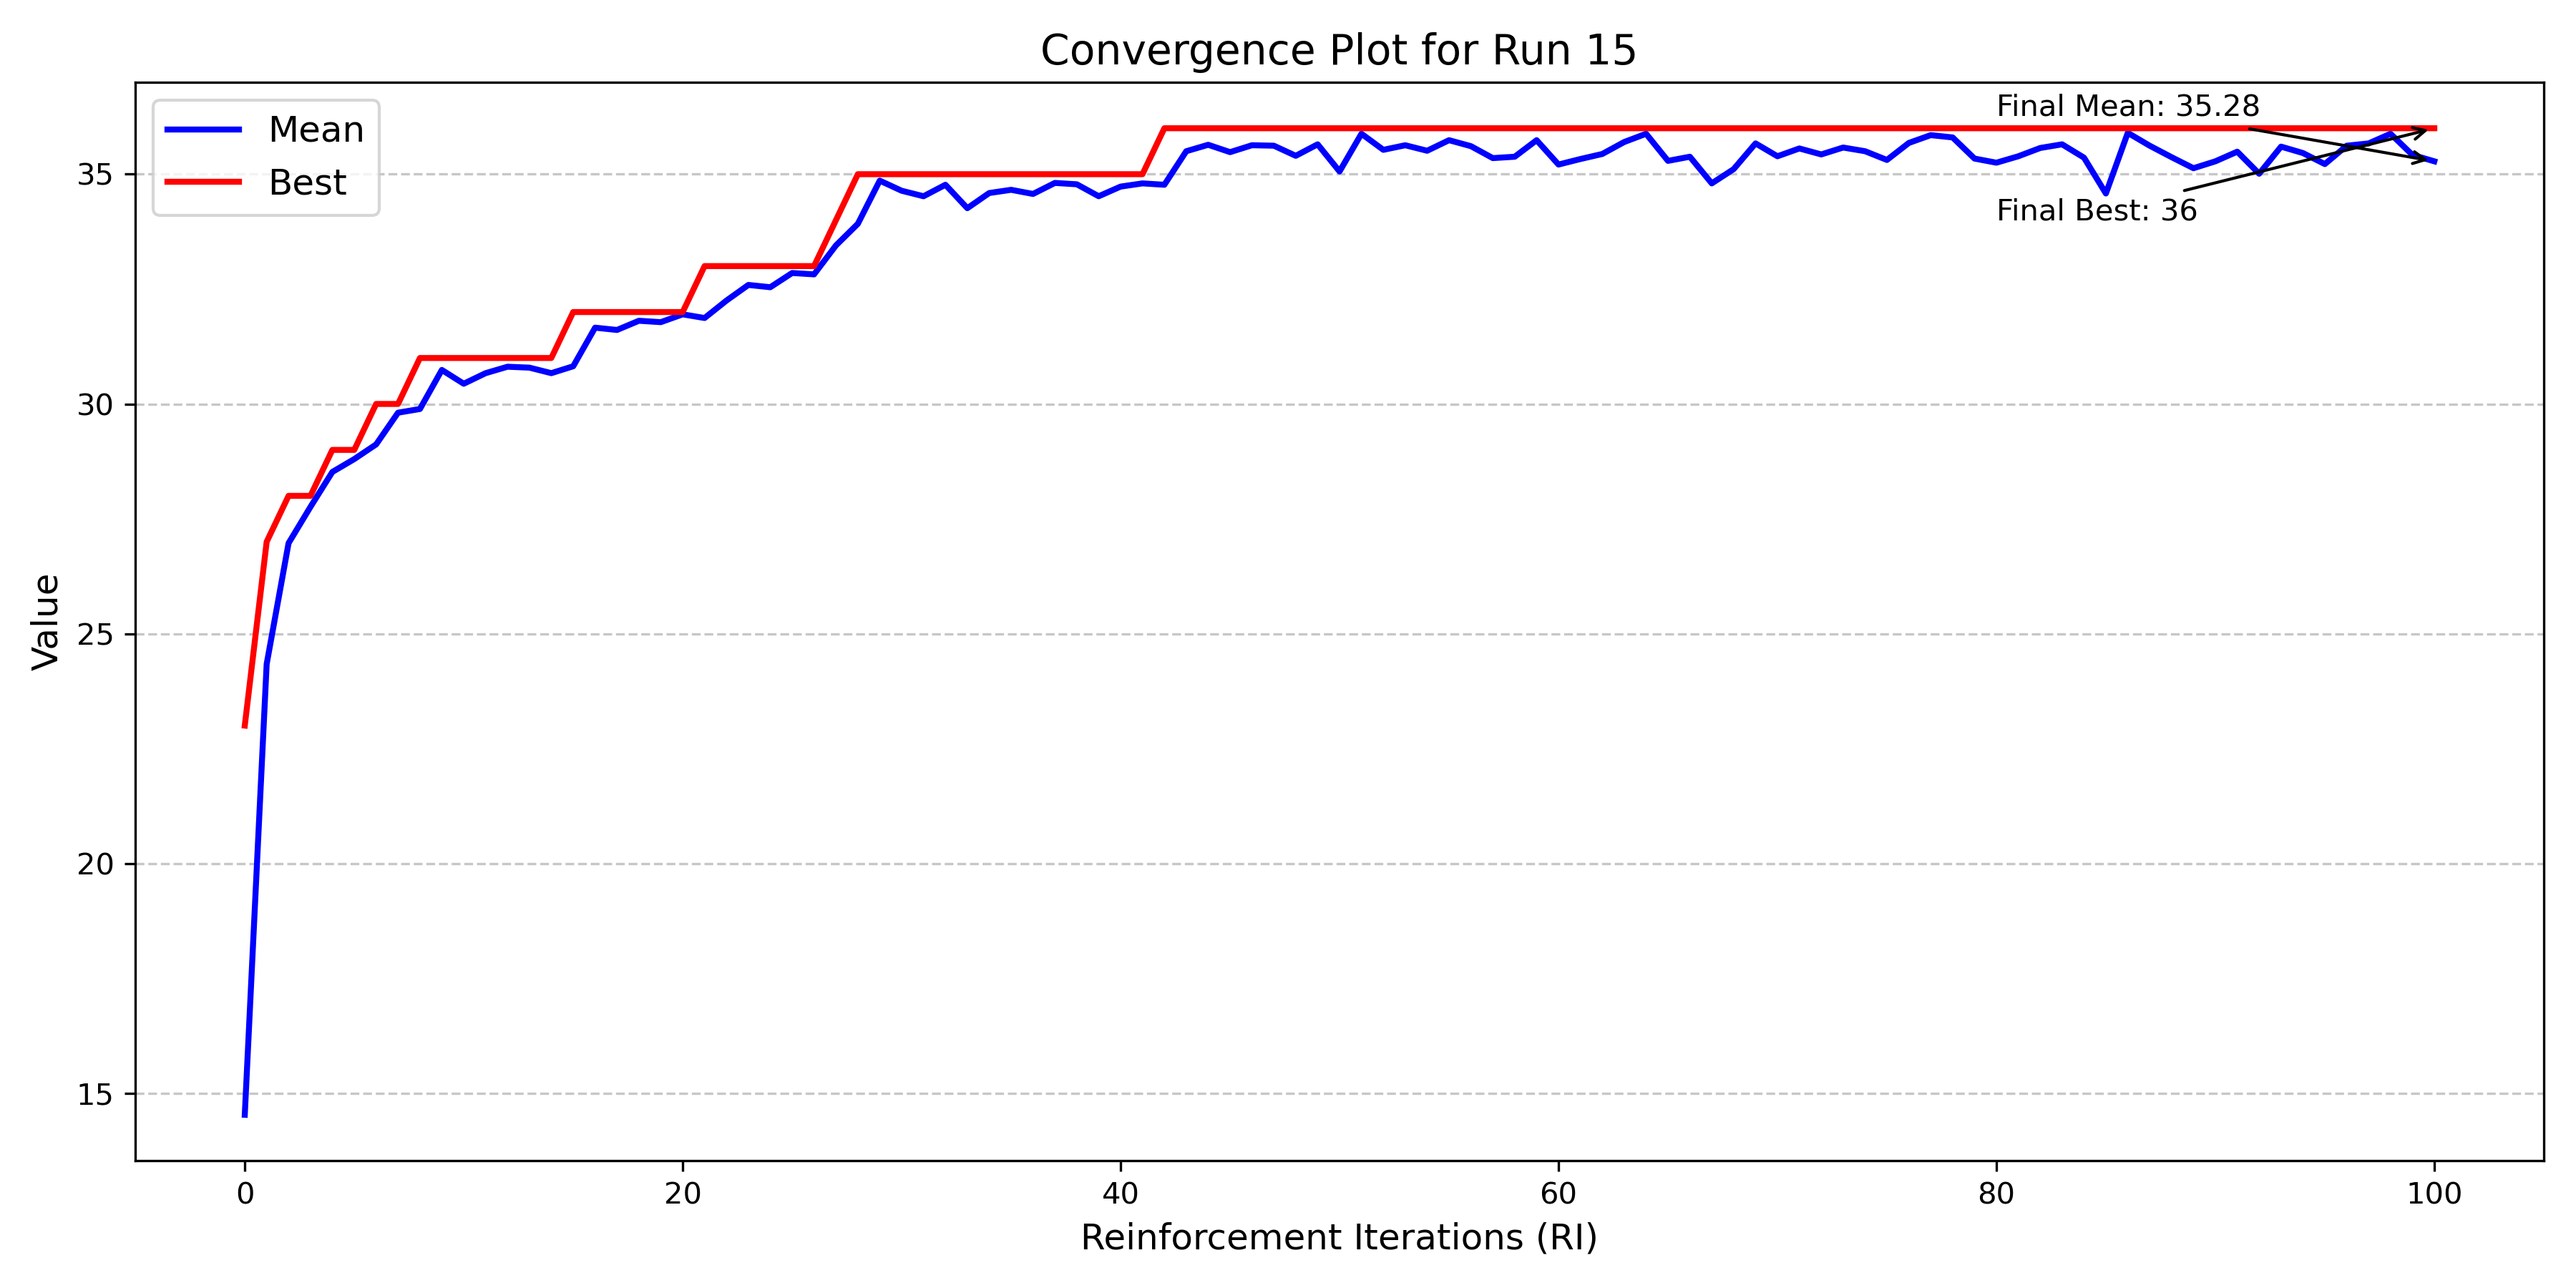 Convergence Plot for Run 15
Mean
Best
Final Mean: 35.28
Final Best: 36
35
30
25
20
15
Value
0
20
40
60
80
100
Reinforcement Iterations (RI)